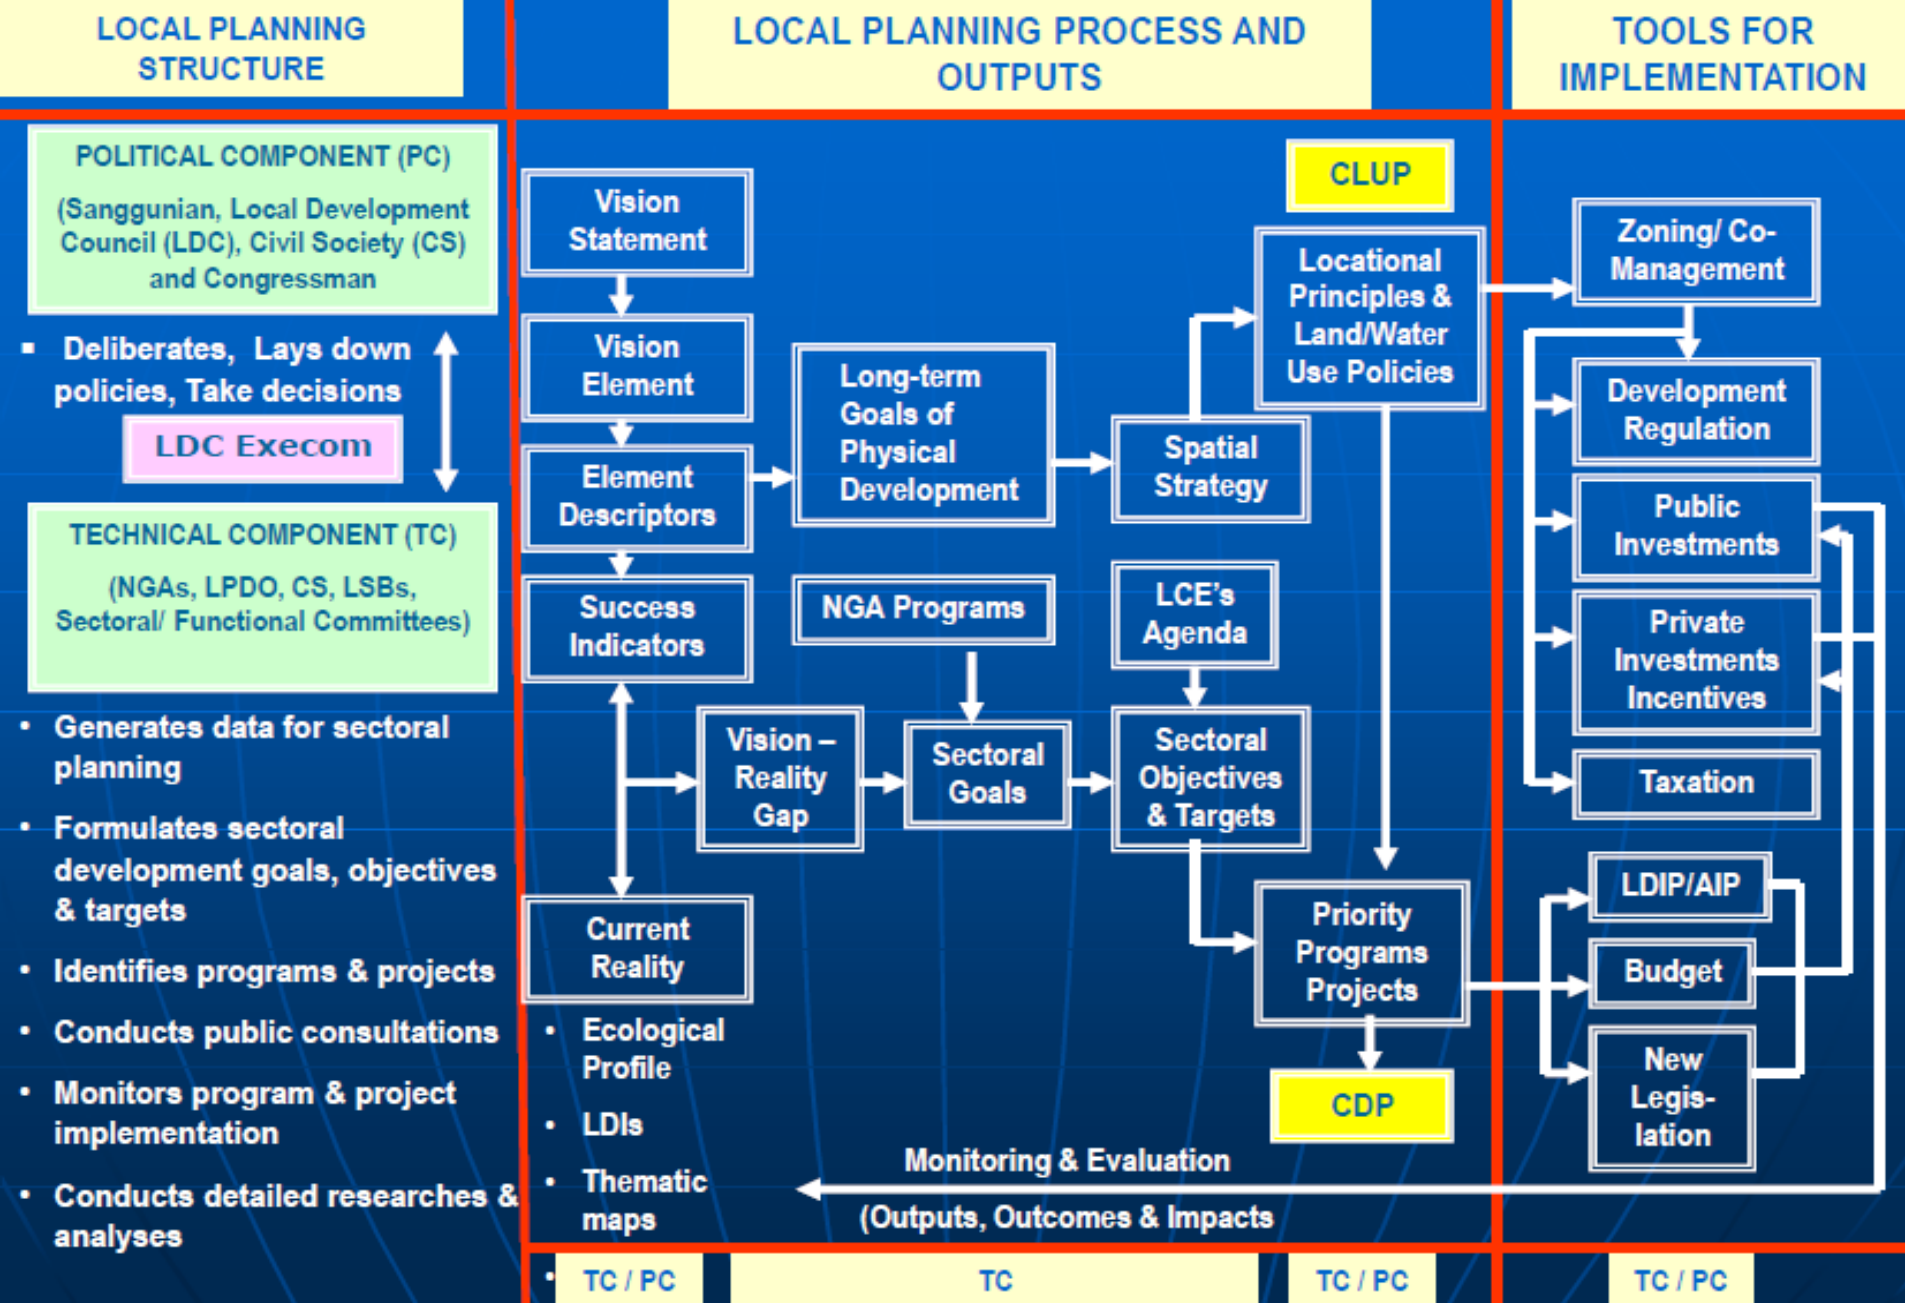 LOCAL PLANNING
STRUCTURE
LOCAL PLANNING PROCESS AND
OUTPUTS
TOOLS FOR
IMPLEMENTATION
POLITICAL COMPONENT (PC)
(Sanggunian, Local Development
Council (LDC), Civil Society (CS)
and Congressman
▪ Deliberates, Lays down
policies, Take decisions
LDC Execom
TECHNICAL COMPONENT (TC)
(NGAs, LPDO, CS, LSBs,
Sectoral/ Functional Committees)
• Generates data for sectoral
planning
• Formulates sectoral
development goals, objectives
& targets
• Identifies programs & projects
• Conducts public consultations
• Monitors program & project
implementation
• Conducts detailed researches &
analyses
Vision
Statement
Vision
Element
Element
Descriptors
Success
Indicators
Current
Reality
• Ecological
Profile
• LDIs
• Thematic
maps
•
Long-term
Goals of
Physical
Development
Spatial
Strategy
CLUP
Locational
Principles &
Land/Water
Use Policies
NGA Programs
LCE's
Agenda
Vision –
Reality
Gap
Sectoral
Goals
Sectoral
Objectives
& Targets
Priority
Programs
Projects
CDP
Monitoring & Evaluation
(Outputs, Outcomes & Impacts
Zoning/ Co-
Management
Development
Regulation
Public
Investments
Private
Investments
Incentives
Taxation
LDIP/AIP
Budget
New
Legis-
lation
TC / PC
TC
TC / PC
TC / PC